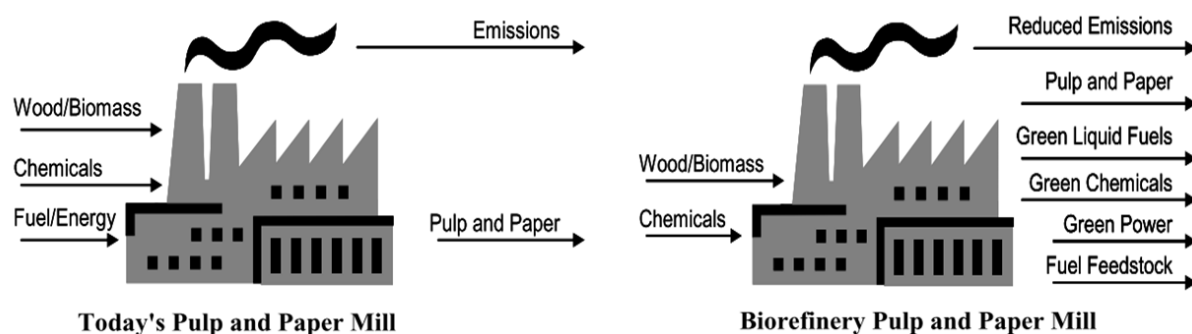 Emissions
Wood/Biomass
Chemicals
Fuel/Energy
Pulp and Paper
Today's Pulp and Paper Mill
Reduced Emissions
Pulp and Paper
Green Liquid Fuels
Wood/Biomass
Green Chemicals
Chemicals
Green Power
Fuel Feedstock
Biorefinery Pulp and Paper Mill